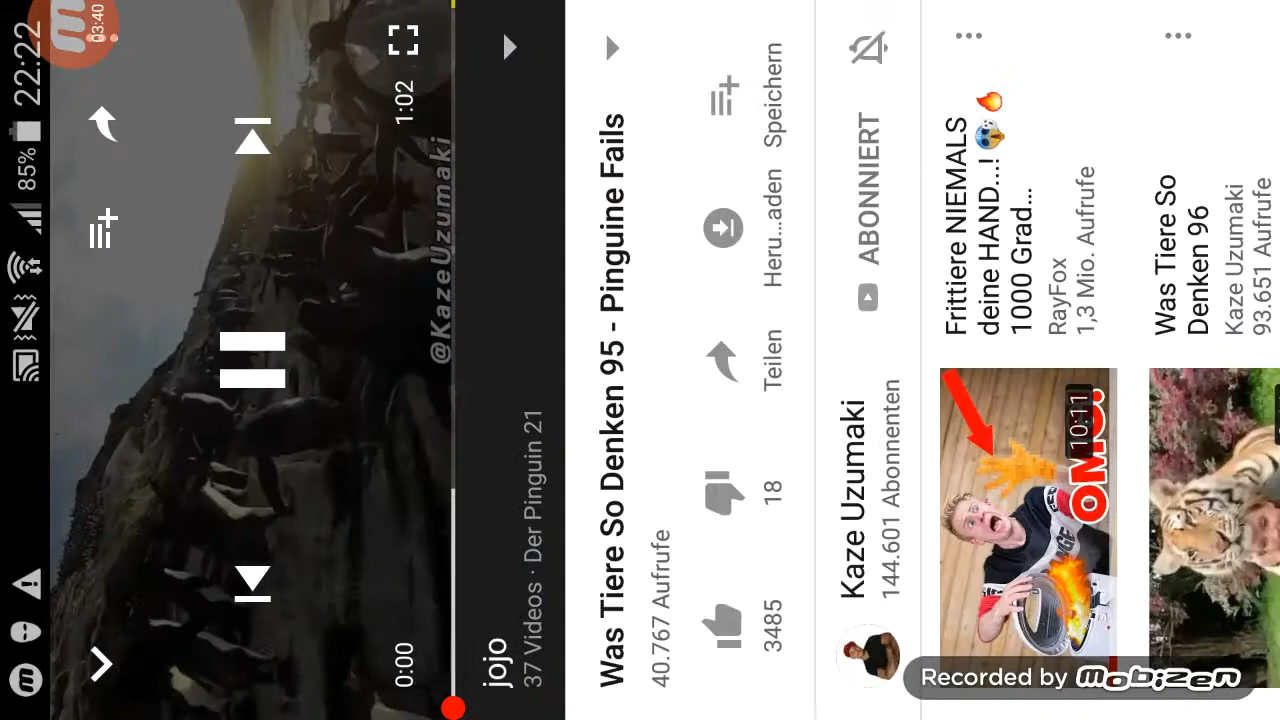 03:40
85% 22:22
@KazeUzumaki
0:00
1:02
jojo
37 Videos · Der Pinguin 21
Was Tiere So Denken 95 - Pinguine Fails
40.767 Aufrufe
3485
18
Teilen
Heru...aden
Speichern
Kaze Uzumaki
144.601 Abonnenten
ABONNIERT
OMG!
10:11
Frittiere NIEMALS
deine HAND...! 😱🔥
1000 Grad...
RayFox
1,3 Mio. Aufrufe
Was Tiere So
Denken 96
Kaze Uzumaki
93.651 Aufrufe
Recorded by mobizen